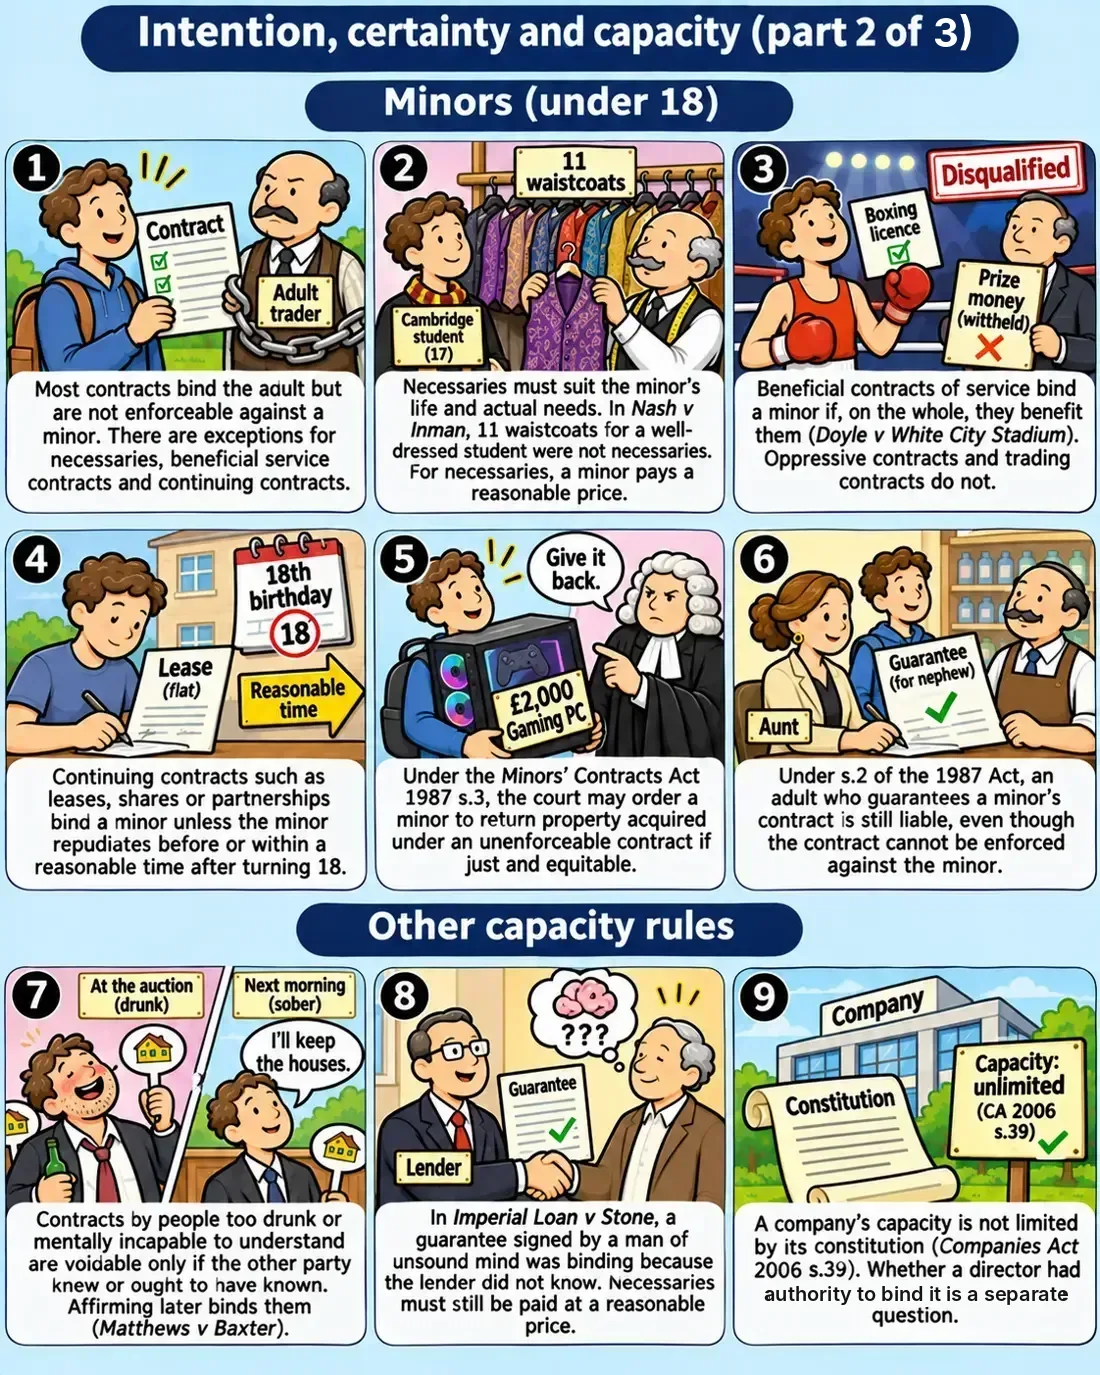 Intention, certainty and capacity (part 2 of 3)
Minors (under 18)
1
Contract
Adult
trader
Most contracts bind the adult but
are not enforceable against a
minor. There are exceptions for
necessaries, beneficial service
contracts and continuing contracts.
2
11
waistcoats
Cambridge
student
(17)
Necessaries must suit the minor's
life and actual needs. In Nash v
Inman, 11 waistcoats for a well-
dressed student were not necessaries.
For necessaries, a minor pays a
reasonable price.
3
Disqualified
Boxing
licence
Prize
money
(wittheld)
Beneficial contracts of service bind
a minor if, on the whole, they benefit
them (Doyle v White City Stadium).
Oppressive contracts and trading
contracts do not.
4
18th
birthday
18
Lease
(flat)
Reasonable
time
Continuing contracts such as
leases, shares or partnerships
bind a minor unless the minor
repudiates before or within a
reasonable time after turning 18.
5
Give it
back.
£2,000
Gaming PC
Under the Minors' Contracts Act
1987 s.3, the court may order a
minor to return property acquired
under an unenforceable contract if
just and equitable.
6
Guarantee
(for nephew)
Aunt
Under s.2 of the 1987 Act, an
adult who guarantees a minor's
contract is still liable, even though
the contract cannot be enforced
against the minor.
Other capacity rules
7
At the auction
(drunk)
Next morning
(sober)
I'll keep
the houses.
Contracts by people too drunk or
mentally incapable to understand
are voidable only if the other party
knew or ought to have known.
Affirming later binds them
(Matthews v Baxter).
8
???
Guarantee
Lender
In Imperial Loan v Stone, a
guarantee signed by a man of
unsound mind was binding because
the lender did not know. Necessaries
must still be paid at a reasonable
price.
9
Company
Constitution
Capacity:
unlimited
(CA 2006
s.39)
A company's capacity is not limited
by its constitution (Companies Act
2006 s.39). Whether a director had
authority to bind it is a separate
question.